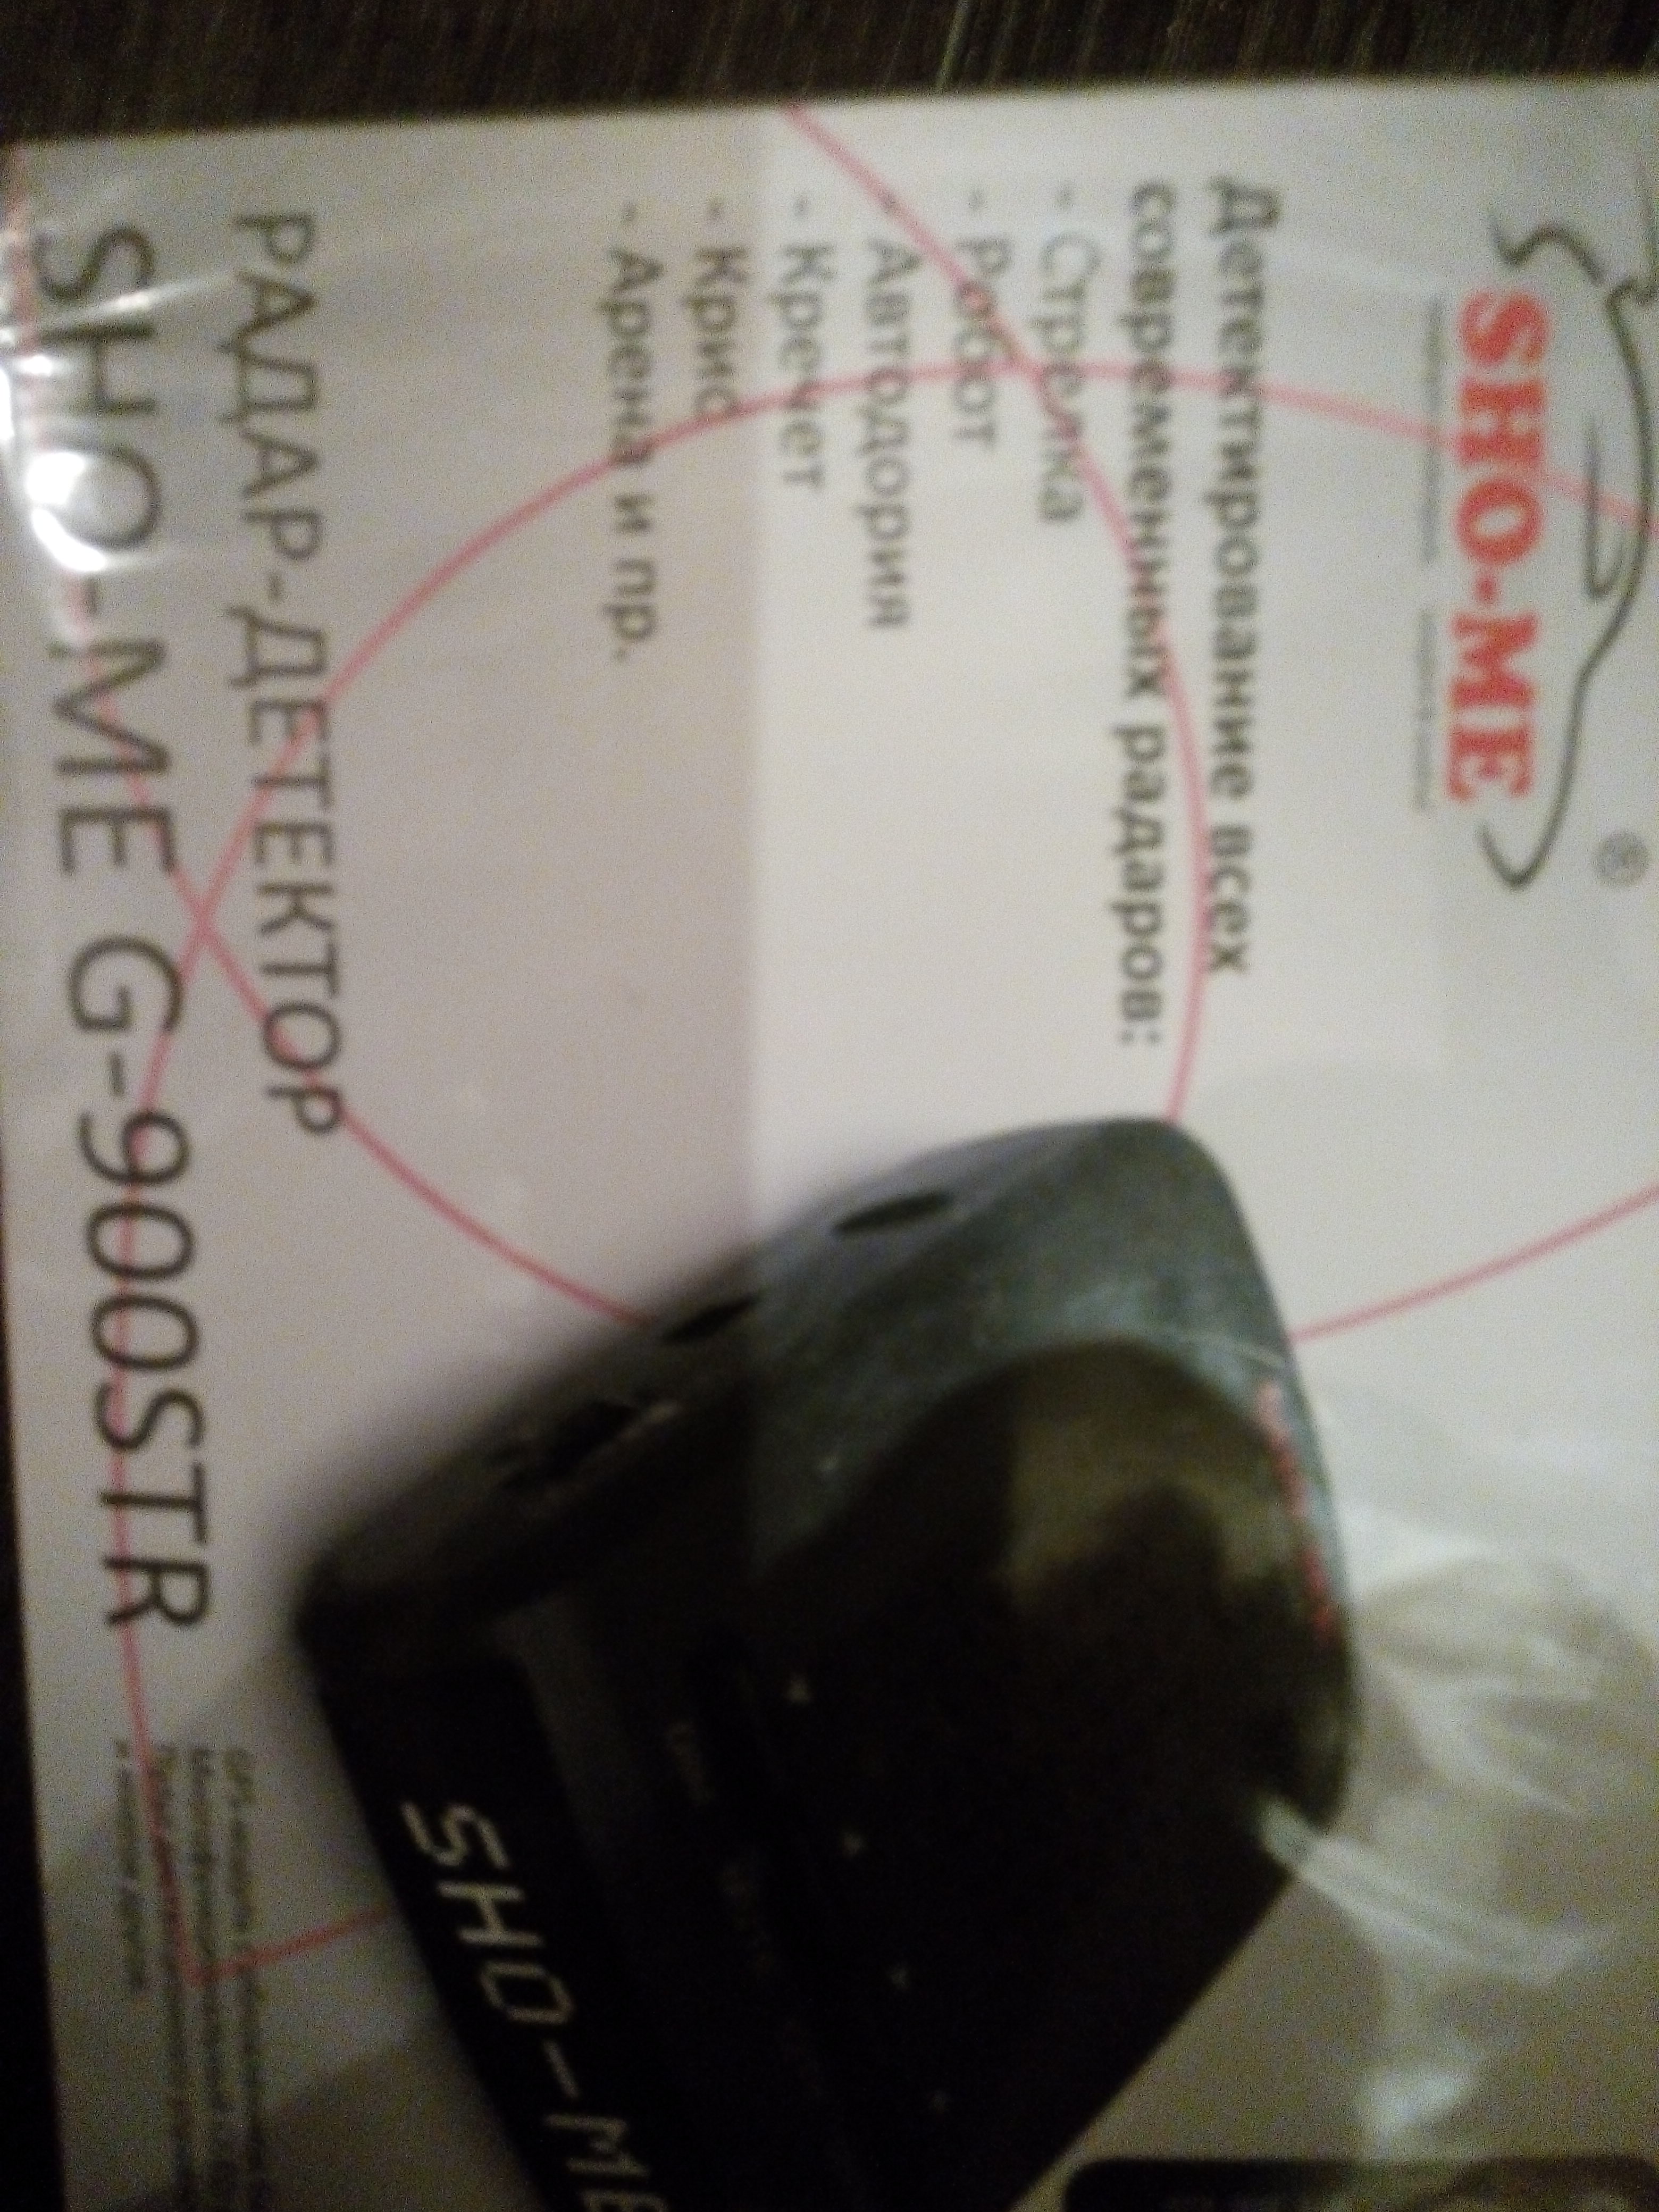 SHO-ME
®
Детектирование всех
современных радаров:
- Стрелка
- Робот
- Автодория
- Кречет
- Крис
- Арена и пр.
РАДАР-ДЕТЕКТОР
SHO-ME G-900STR
SHO-ME